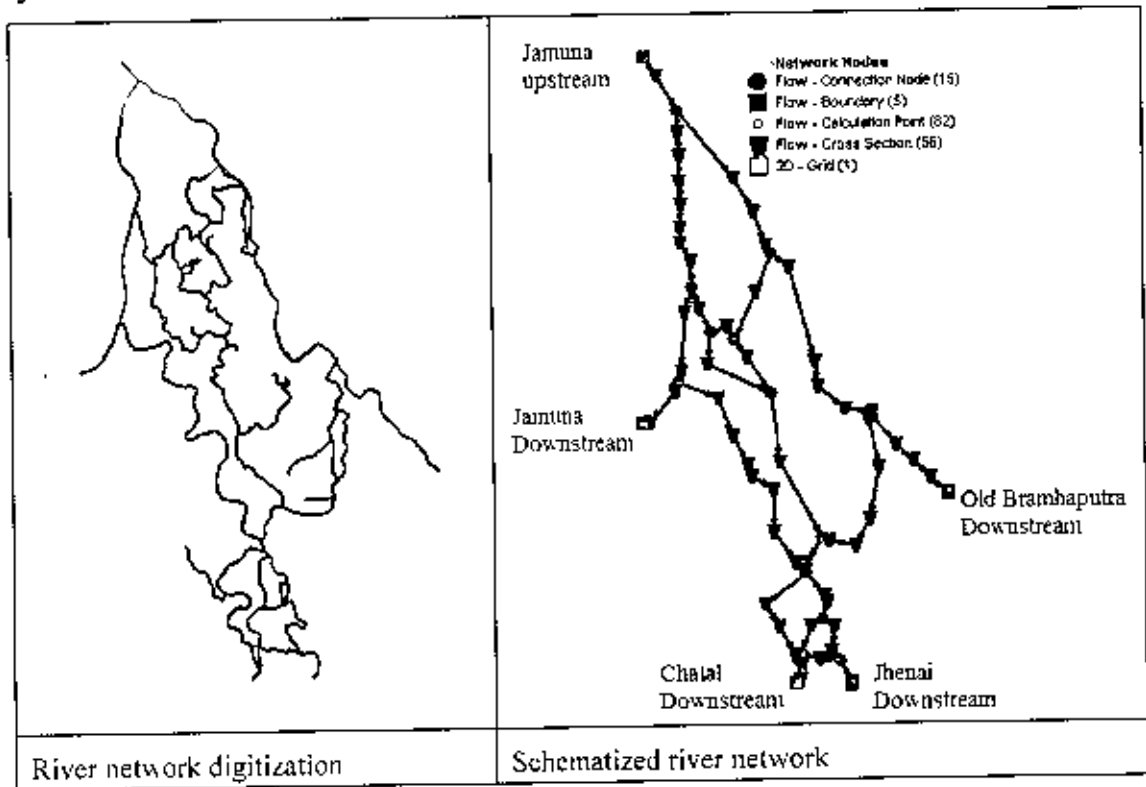 Jamuna
upstream
Network Nodes
Flow - Connection Node (15)
Flow - Boundary (5)
Flow - Calculation Point (82)
Flow - Cross Section (56)
2D - Grid (1)
Jamuna
Downstream
Old Bramhaputra
Downstream
Chatal
Downstream
Jhenai
Downstream
River network digitization
Schematized river network